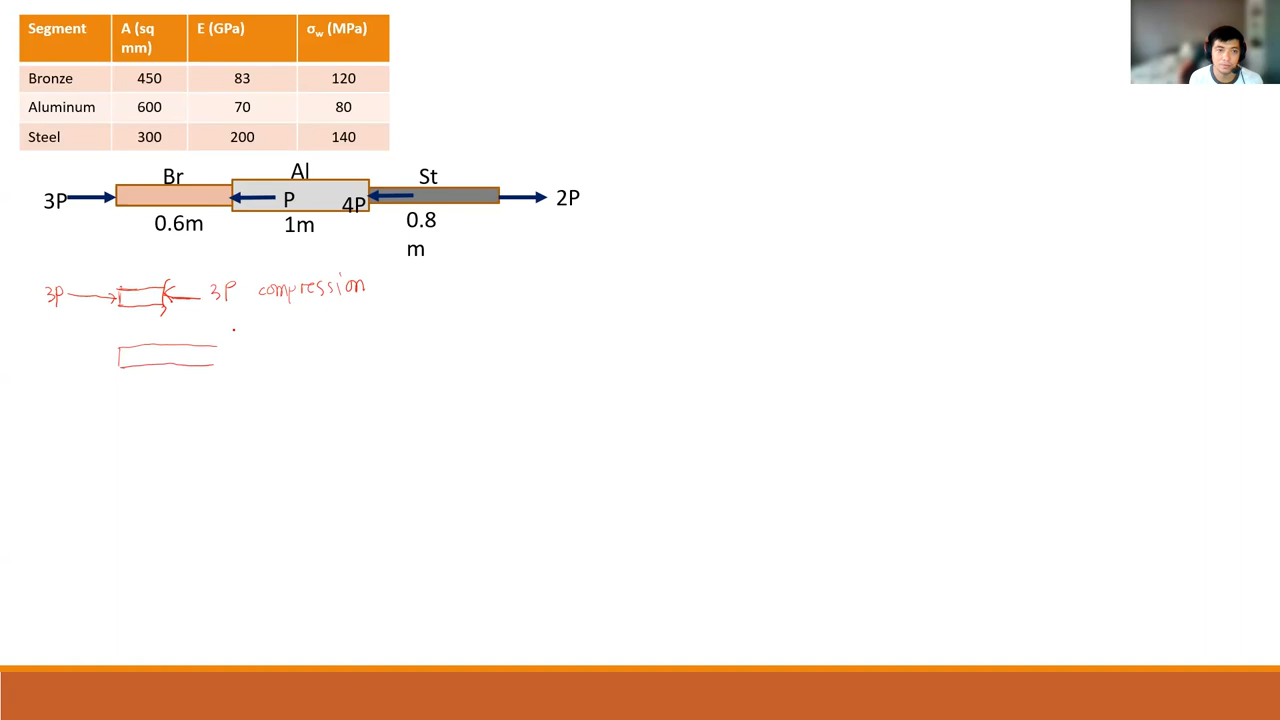 Segment A (sq mm) E (GPa) σw (MPa)
Bronze 450 83 120
Aluminum 600 70 80
Steel 300 200 140
Br Al St
3P P 4P 2P
0.6m 1m 0.8
m
3P 3P compression